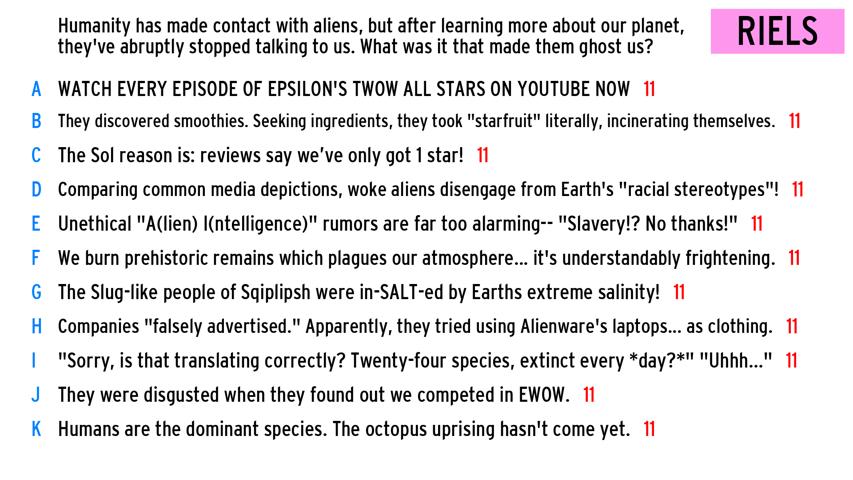 Humanity has made contact with aliens, but after learning more about our planet,
they've abruptly stopped talking to us. What was it that made them ghost us?
RIELS
A WATCH EVERY EPISODE OF EPSILON'S TWOW ALL STARS ON YOUTUBE NOW 11
B They discovered smoothies. Seeking ingredients, they took "starfruit" literally, incinerating themselves. 11
C The Sol reason is: reviews say we’ve only got 1 star! 11
D Comparing common media depictions, woke aliens disengage from Earth's "racial stereotypes"! 11
E Unethical "A(lien) I(ntelligence)" rumors are far too alarming-- "Slavery!? No thanks!" 11
F We burn prehistoric remains which plagues our atmosphere... it's understandably frightening. 11
G The Slug-like people of Sqiplipsh were in-SALT-ed by Earths extreme salinity! 11
H Companies "falsely advertised." Apparently, they tried using Alienware's laptops... as clothing. 11
I "Sorry, is that translating correctly? Twenty-four species, extinct every *day?*" "Uhhh..." 11
J They were disgusted when they found out we competed in EWOW. 11
K Humans are the dominant species. The octopus uprising hasn't come yet. 11